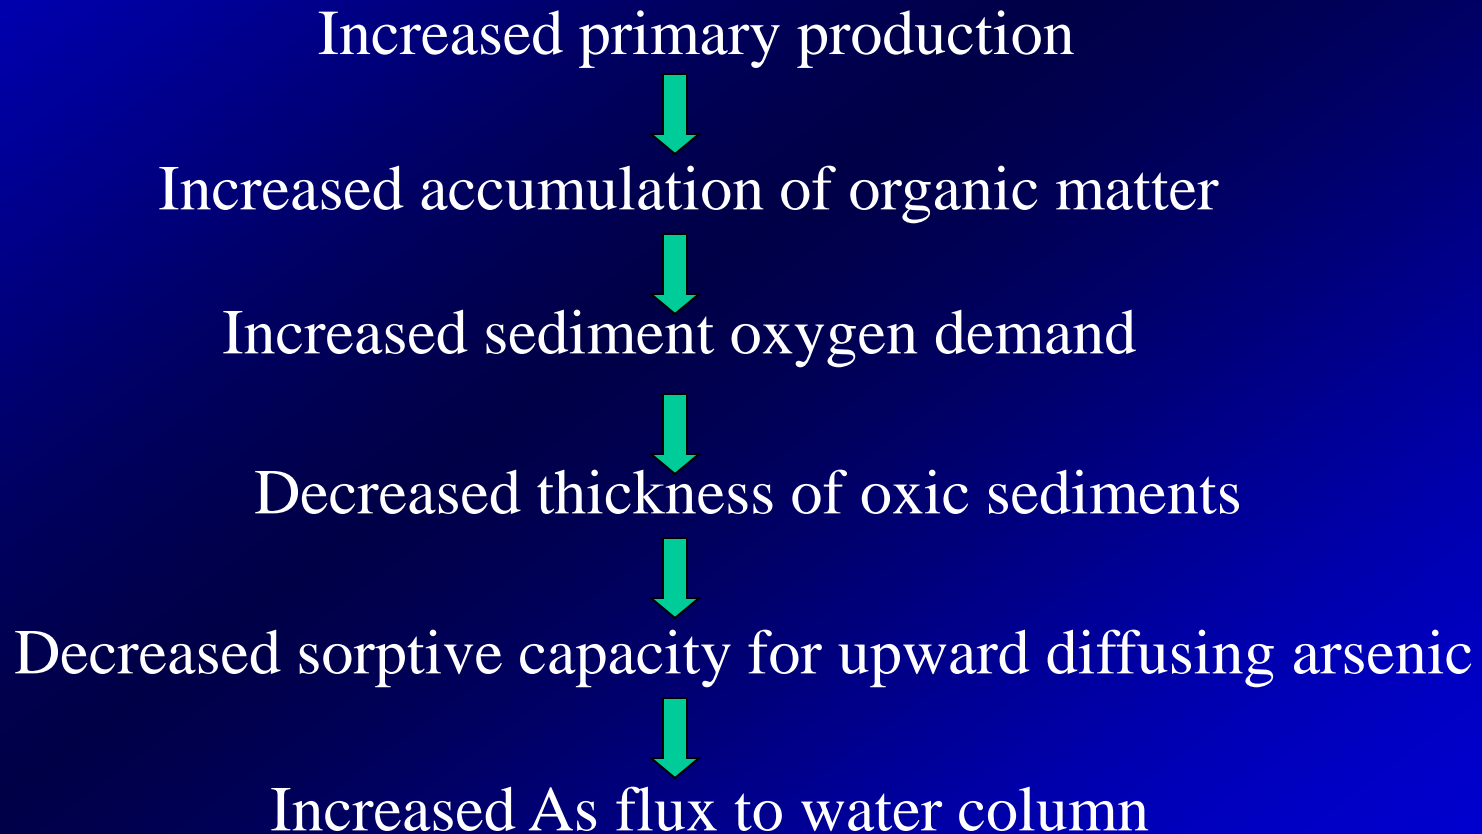 Increased primary production
Increased accumulation of organic matter
Increased sediment oxygen demand
Decreased thickness of oxic sediments
Decreased sorptive capacity for upward diffusing arsenic
Increased As flux to water column